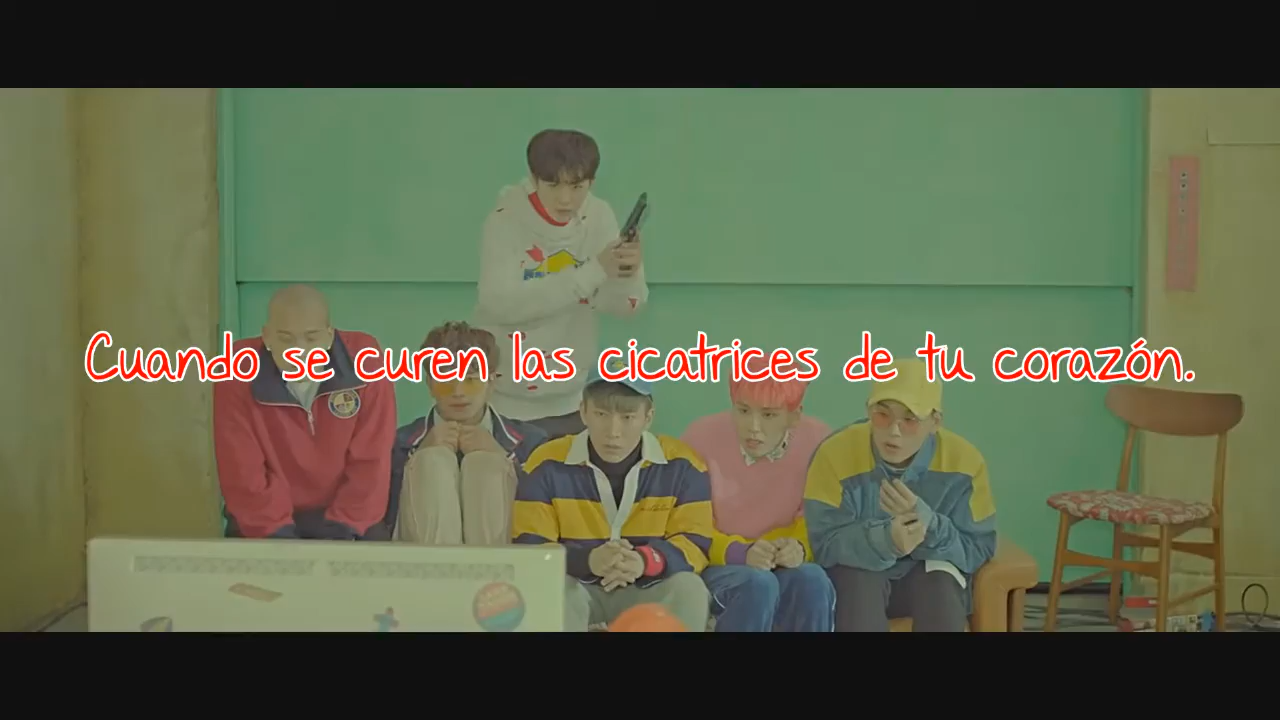 Cuando se curen las cicatrices de tu corazón.